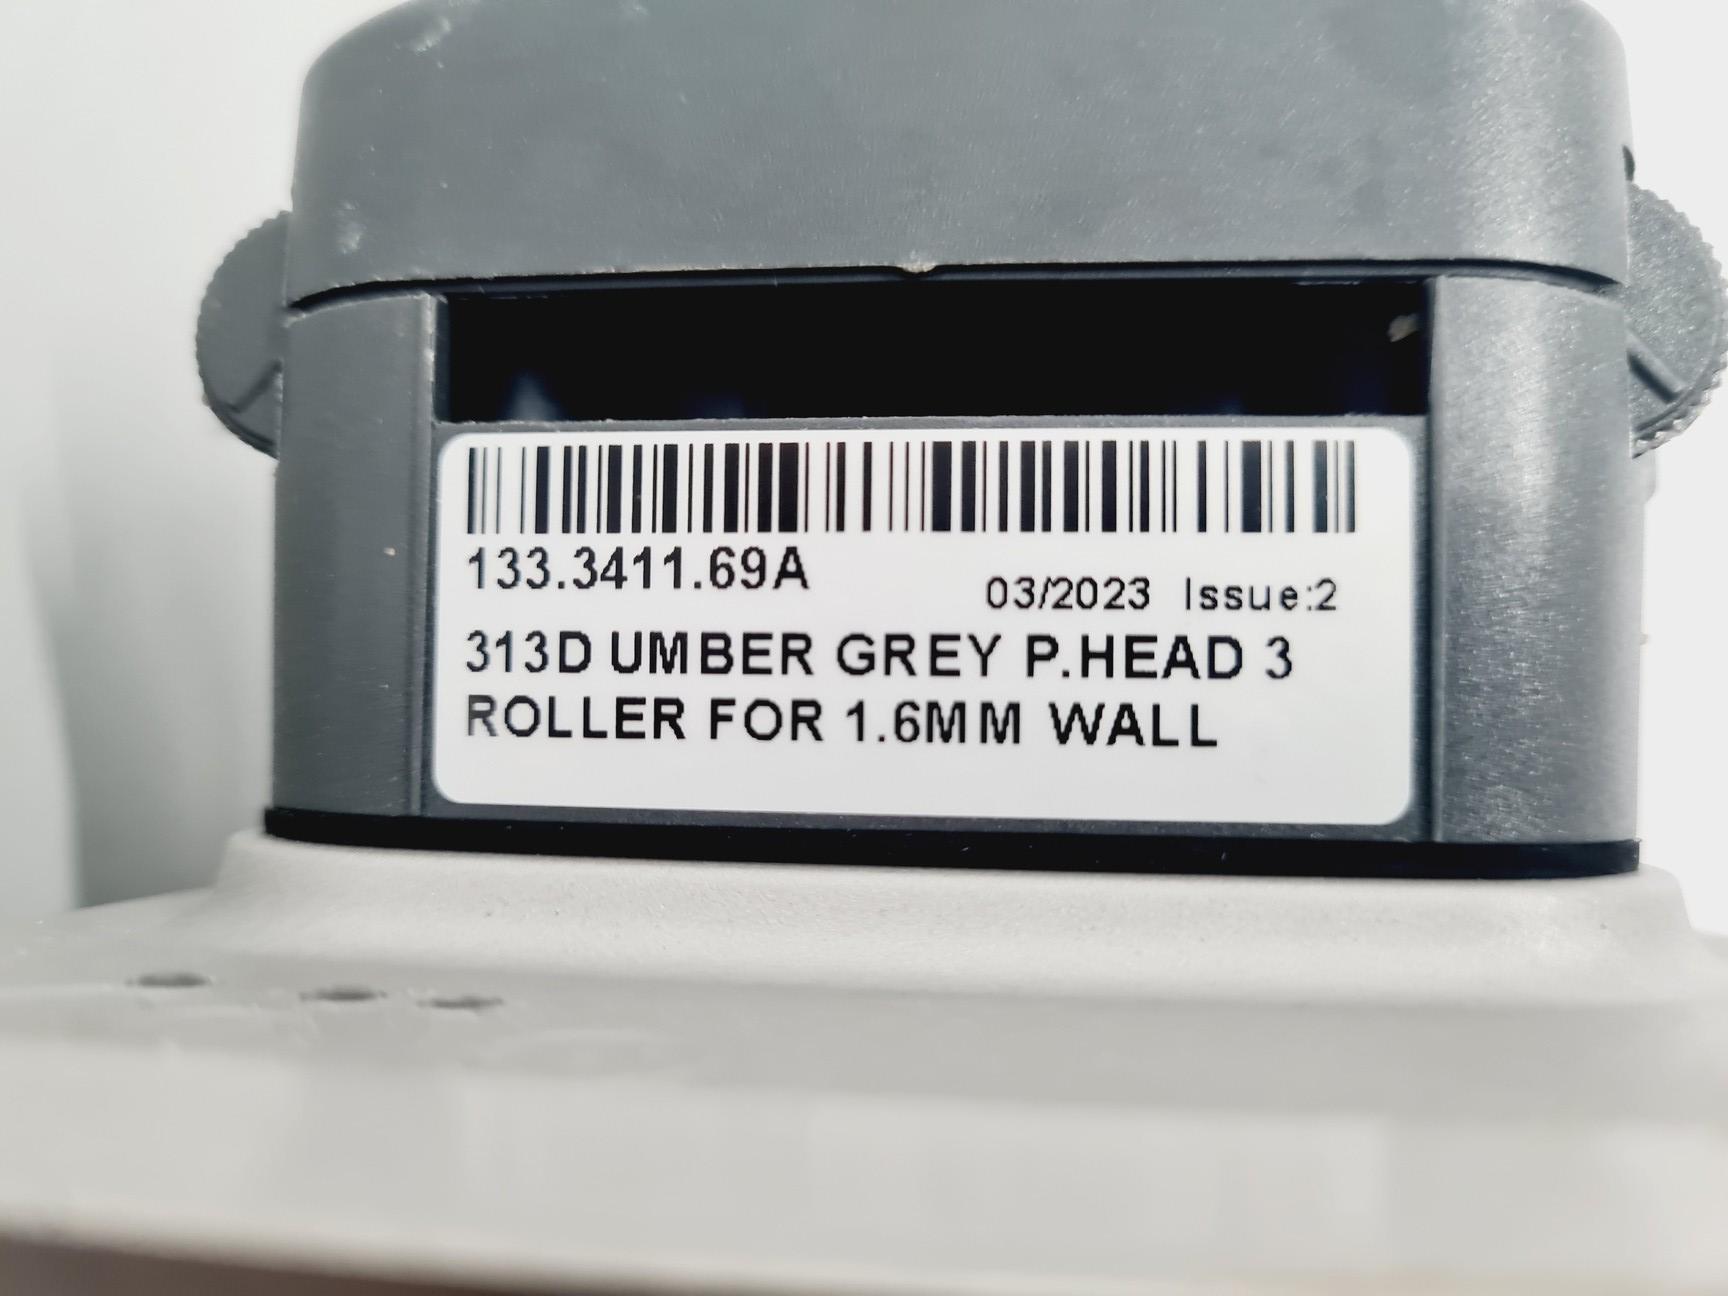 133.3411.69A
03/2023 Issue:2
313D UMBER GREY P.HEAD 3
ROLLER FOR 1.6MM WALL